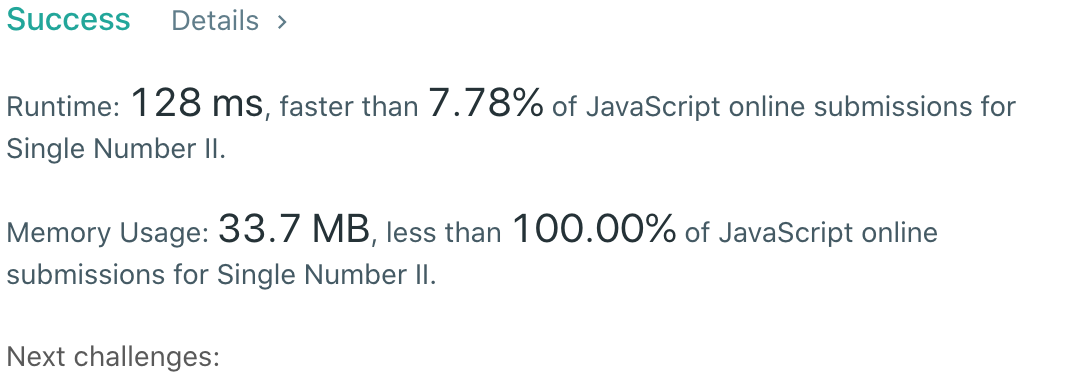 Success Details >
Runtime: 128 ms, faster than 7.78% of JavaScript online submissions for
Single Number II.
Memory Usage: 33.7 MB, less than 100.00% of JavaScript online
submissions for Single Number II.
Next challenges: